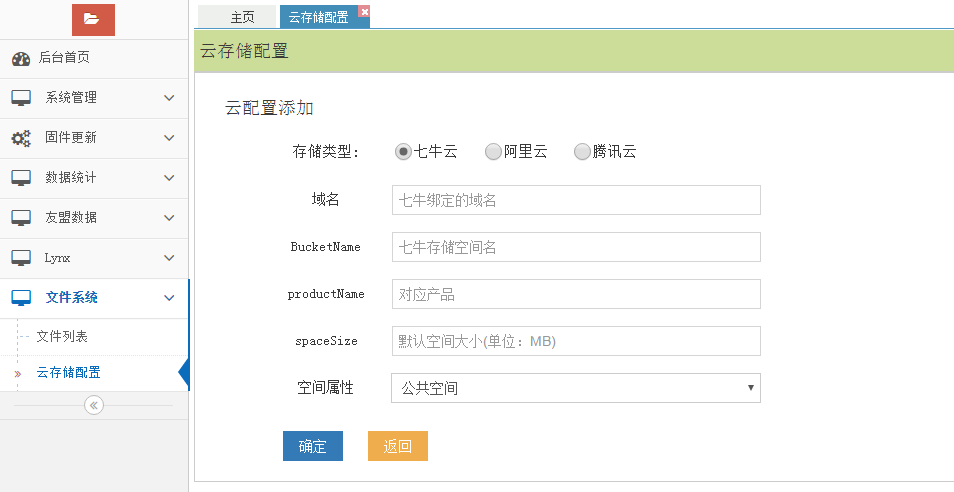 主页
云存储配置
后台首页
系统管理
固件更新
数据统计
友盟数据
Lynx
文件系统
文件列表
云存储配置
云存储配置
云配置添加
存储类型： 七牛云 阿里云 腾讯云
域名 七牛绑定的域名
BucketName 七牛存储空间名
productName 对应产品
spaceSize 默认空间大小(单位：MB)
空间属性 公共空间
确定 返回